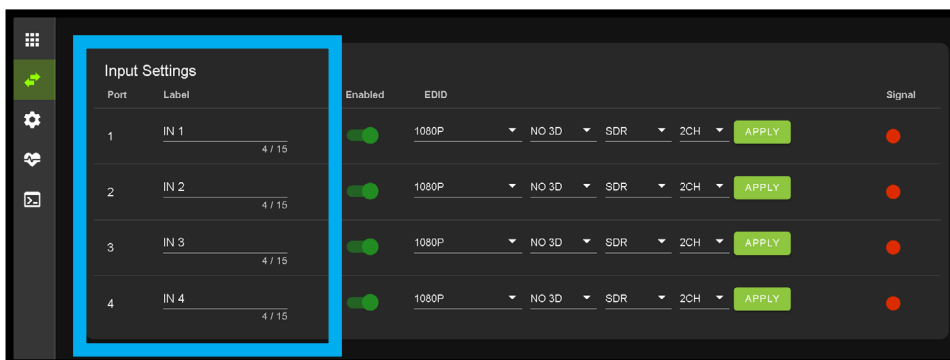 Input Settings
Port Label Enabled EDID Signal
1 IN 1 1080P NO 3D SDR 2CH APPLY
4 / 15
2 IN 2 1080P NO 3D SDR 2CH APPLY
4 / 15
3 IN 3 1080P NO 3D SDR 2CH APPLY
4 / 15
4 IN 4 1080P NO 3D SDR 2CH APPLY
4 / 15